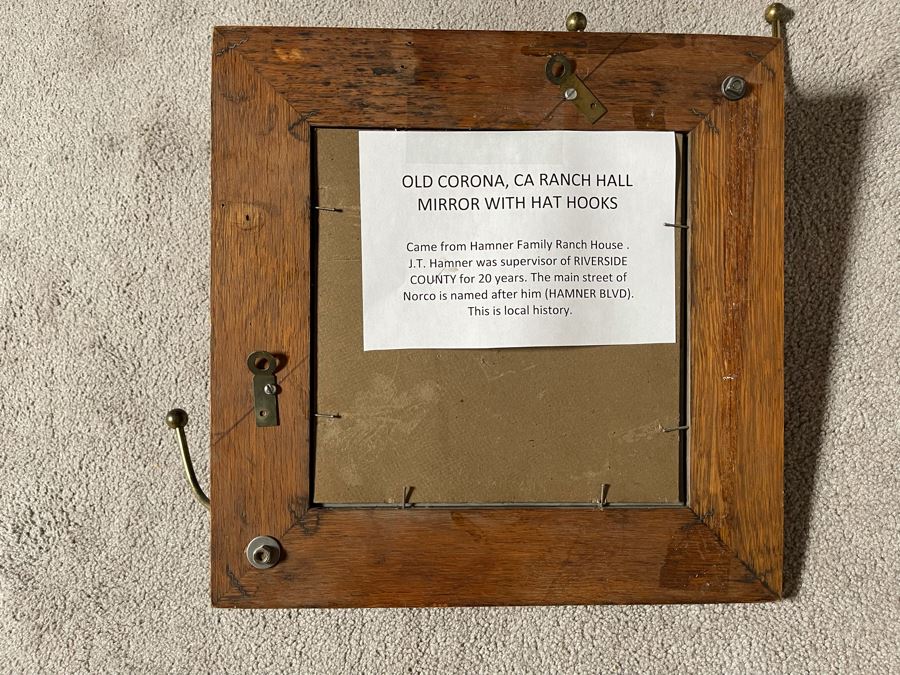 OLD CORONA, CA RANCH HALL
MIRROR WITH HAT HOOKS
Came from Hamner Family Ranch House .
J.T. Hamner was supervisor of RIVERSIDE
COUNTY for 20 years. The main street of
Norco is named after him (HAMNER BLVD).
This is local history.